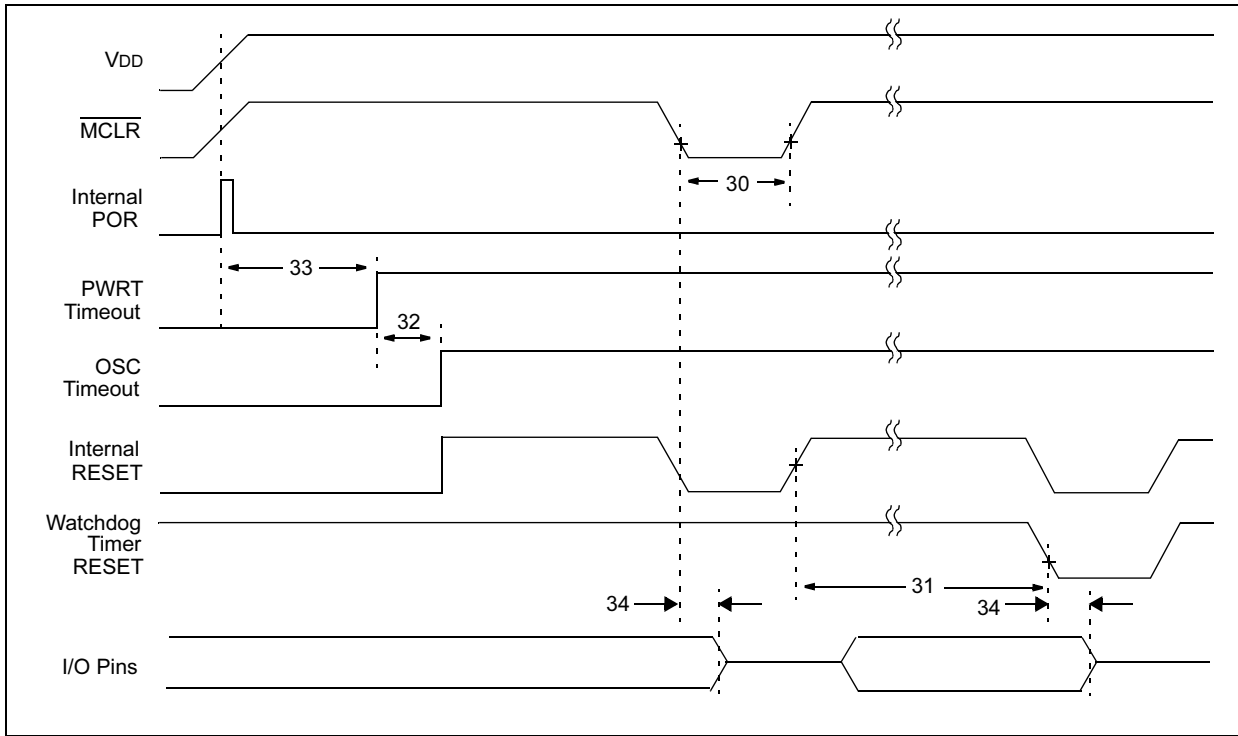 VDD
MCLR
Internal
POR
30
33
PWRT
Timeout
32
OSC
Timeout
Internal
RESET
Watchdog
Timer
RESET
31
34
34
I/O Pins